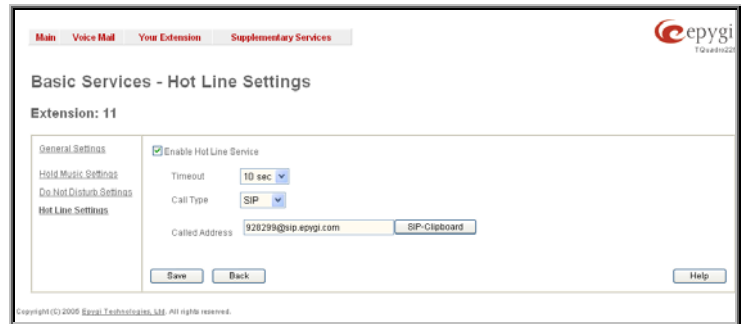 Main Voice Mail Your Extension Supplementary Services
epygi
Basic Services - Hot Line Settings
Extension: 11
General Settings
Hold Music Settings
Do Not Disturb Settings
Hot Line Settings
Enable Hot Line Service
Timeout 10 sec
Call Type SIP
Called Address 928299@sip.epygi.com SIP-Clipboard
Save Back Help
Copyright (C) 2006 Epygi Technologies, Ltd. All rights reserved.